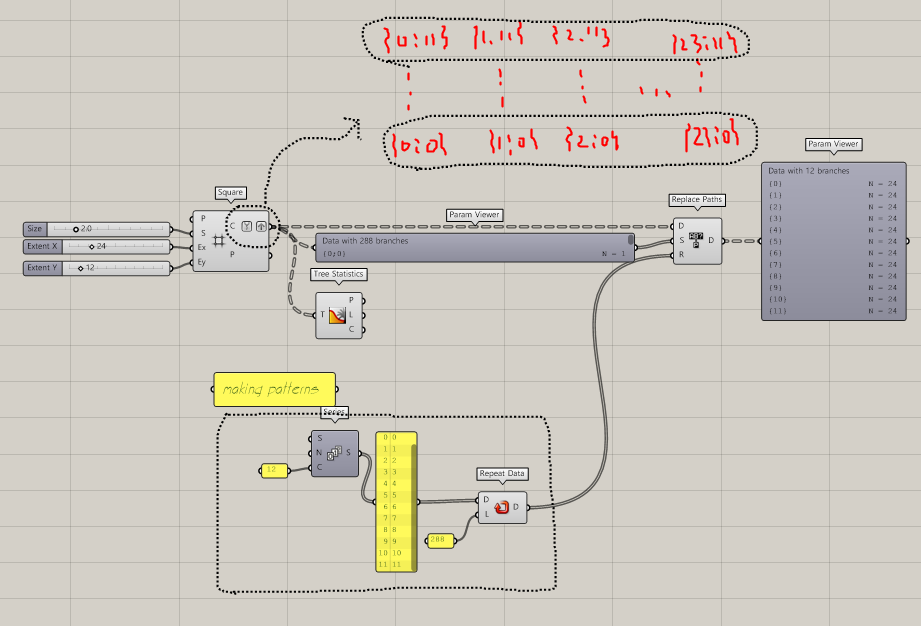 {0;11} {1;11} {2;11} {23;11}
...
{0;0} {1;0} {2;0} {23;0}
Param Viewer
Data with 12 branches
{0} N = 24
{1} N = 24
{2} N = 24
{3} N = 24
{4} N = 24
{5} N = 24
{6} N = 24
{7} N = 24
{8} N = 24
{9} N = 24
{10} N = 24
{11} N = 24
Square
P
S
Ex
Ey
C
P
Size 2.0
Extent X 24
Extent Y 12
Param Viewer
Data with 288 branches
{0;0} N = 1
Replace Paths
D
S
R
D
Tree Statistics
T
P
L
C
making patterns
Series
S
N
C
S
12
0 0
1 1
2 2
3 3
4 4
5 5
6 6
7 7
8 8
9 9
10 10
11 11
Repeat Data
D
L
D
288